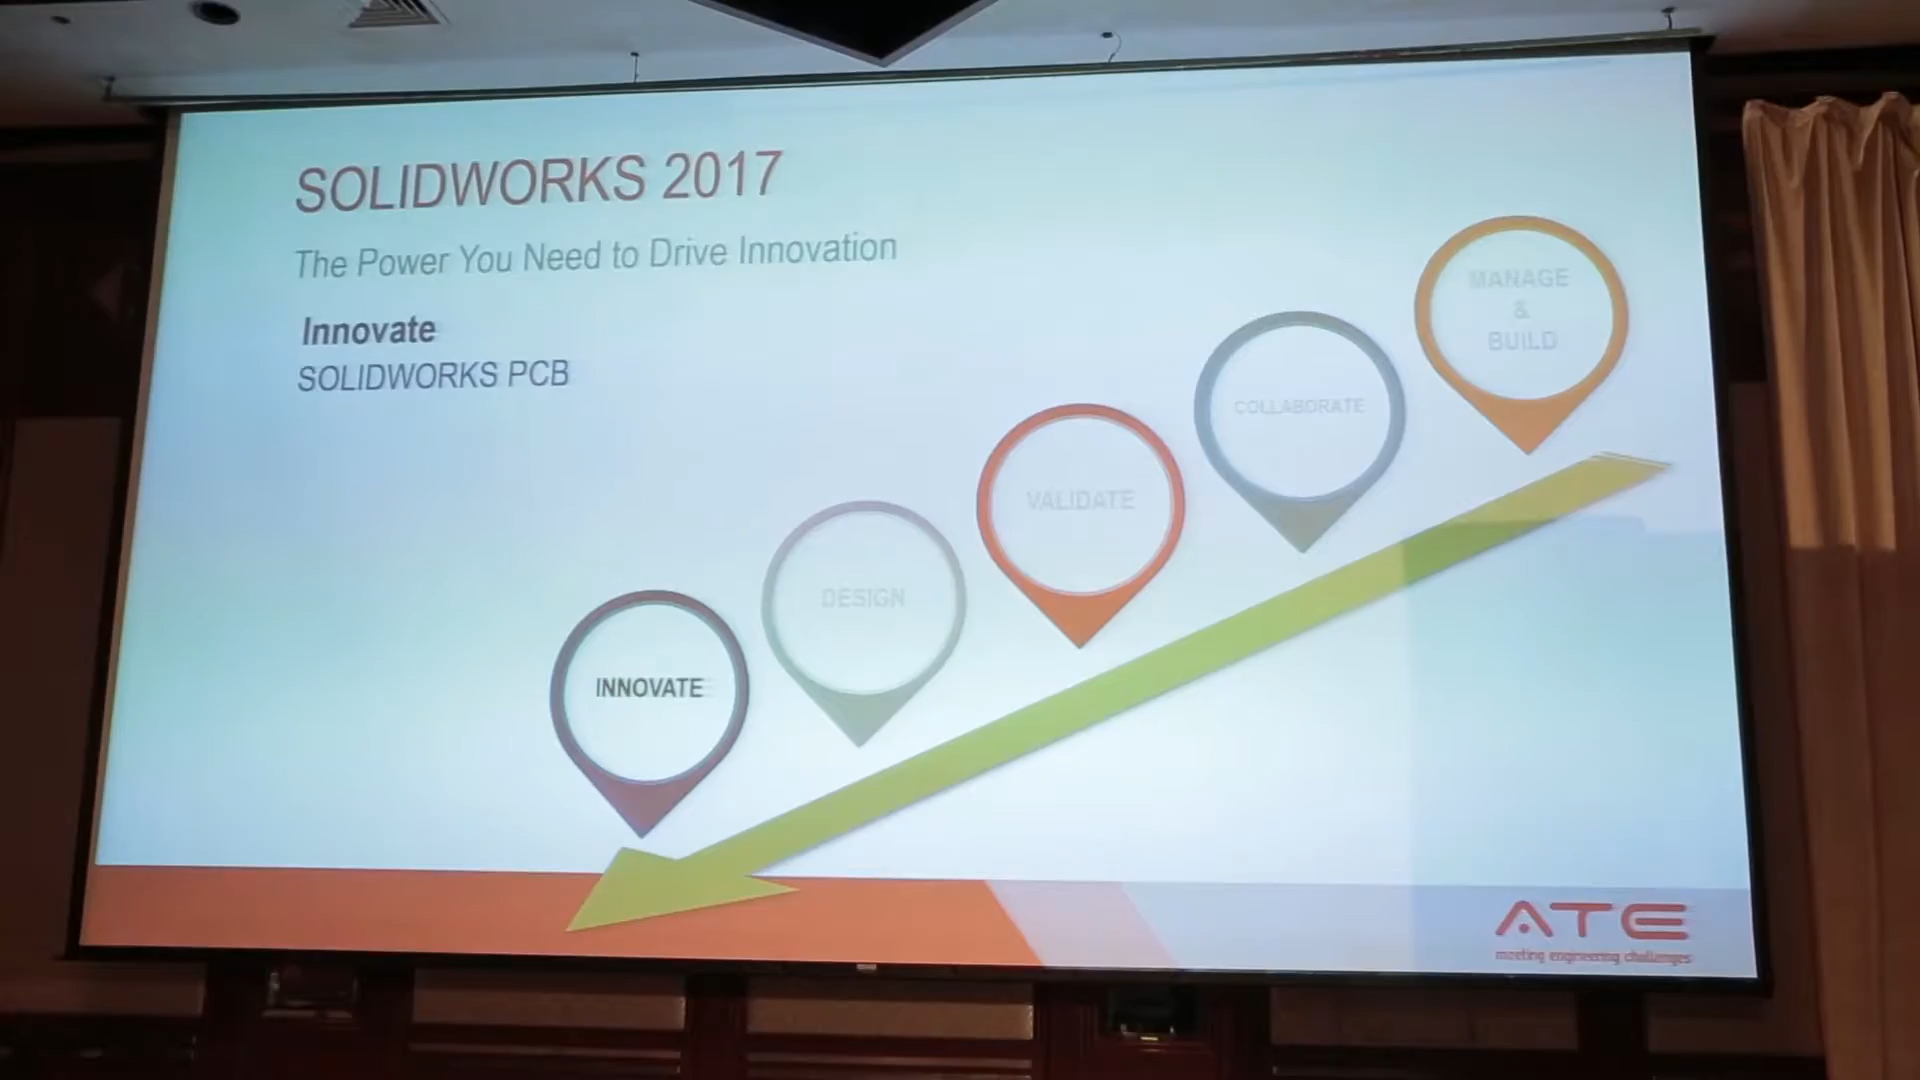 SOLIDWORKS 2017
The Power You Need to Drive Innovation
Innovate
SOLIDWORKS PCB
MANAGE
&
BUILD
COLLABORATE
VALIDATE
DESIGN
INNOVATE
ATE
meeting engineering challenges